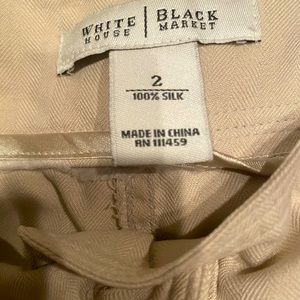 WHITE | BLACK
HOUSE | MARKET
2
100% SILK
MADE IN CHINA
RN 111459